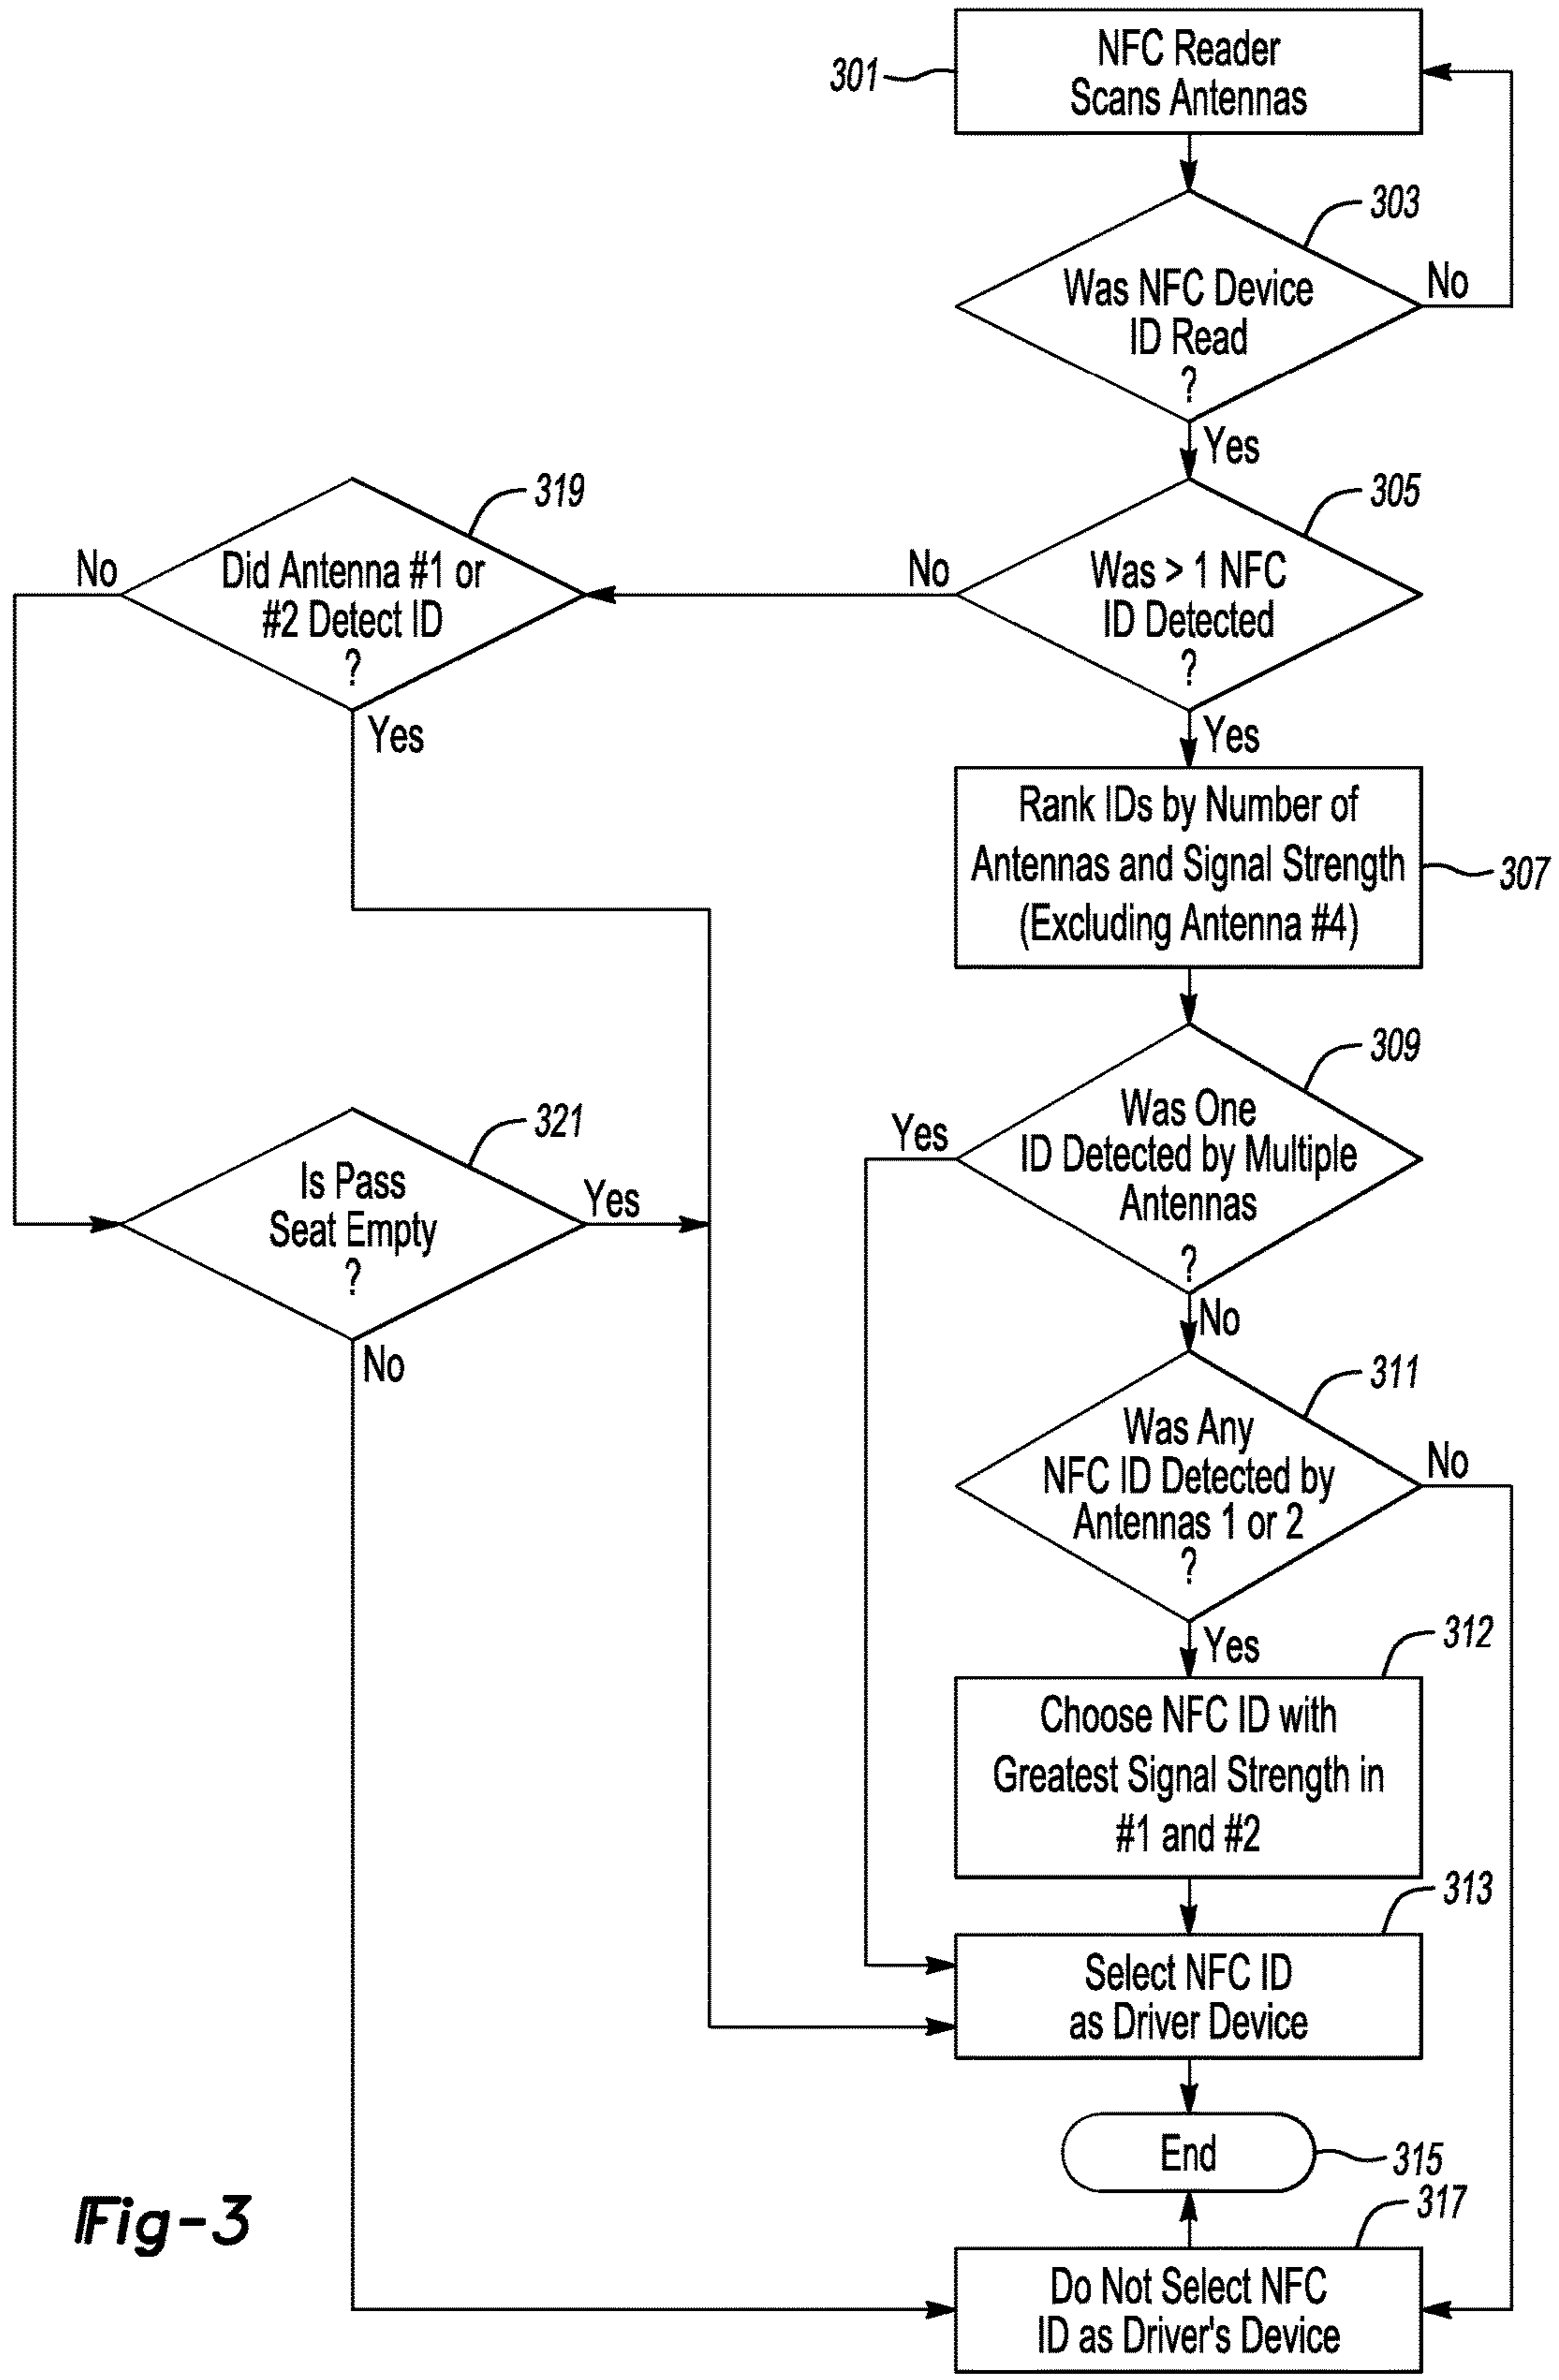 NFC Reader
Scans Antennas
301
303
Was NFC Device
ID Read
?
No
Yes
305
Was > 1 NFC
ID Detected
?
No
Yes
319
Did Antenna #1 or
#2 Detect ID
?
No
Yes
Rank IDs by Number of
Antennas and Signal Strength
(Excluding Antenna #4)
307
309
Was One
ID Detected by Multiple
Antennas
?
Yes
No
321
Is Pass
Seat Empty
?
Yes
No
311
Was Any
NFC ID Detected by
Antennas 1 or 2
?
No
Yes
312
Choose NFC ID with
Greatest Signal Strength in
#1 and #2
313
Select NFC ID
as Driver Device
End
315
317
Do Not Select NFC
ID as Driver's Device
Fig-3